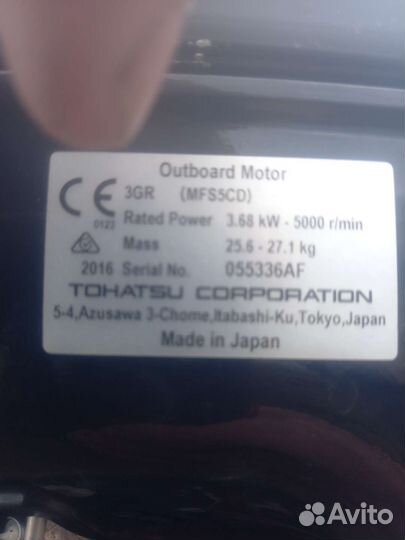 Outboard Motor
CE 3GR (MFS5CD)
0123 Rated Power 3.68 kW - 5000 r/min
Mass 25.6 - 27.1 kg
2016 Serial No. 055336AF
TOHATSU CORPORATION
5-4,Azusawa 3-Chome,Itabashi-Ku,Tokyo,Japan
Made in Japan
Avito